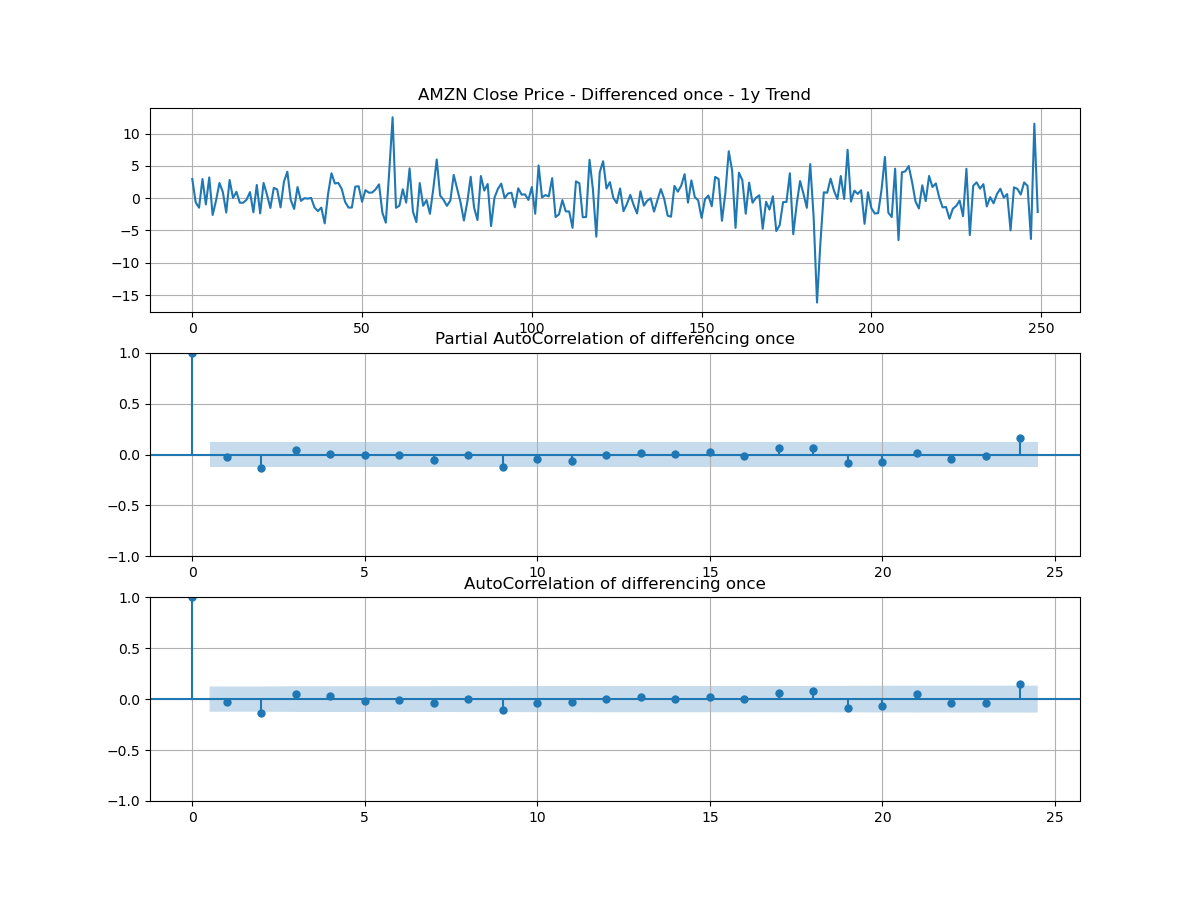 AMZN Close Price - Differenced once - 1y Trend
10
5
0
−5
−10
−15
0 50 100 150 200 250
Partial AutoCorrelation of differencing once
1.0
0.5
0.0
−0.5
−1.0
0 5 10 15 20 25
AutoCorrelation of differencing once
1.0
0.5
0.0
−0.5
−1.0
0 5 10 15 20 25